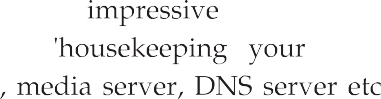 impressive
'housekeeping your
, media server, DNS server etc